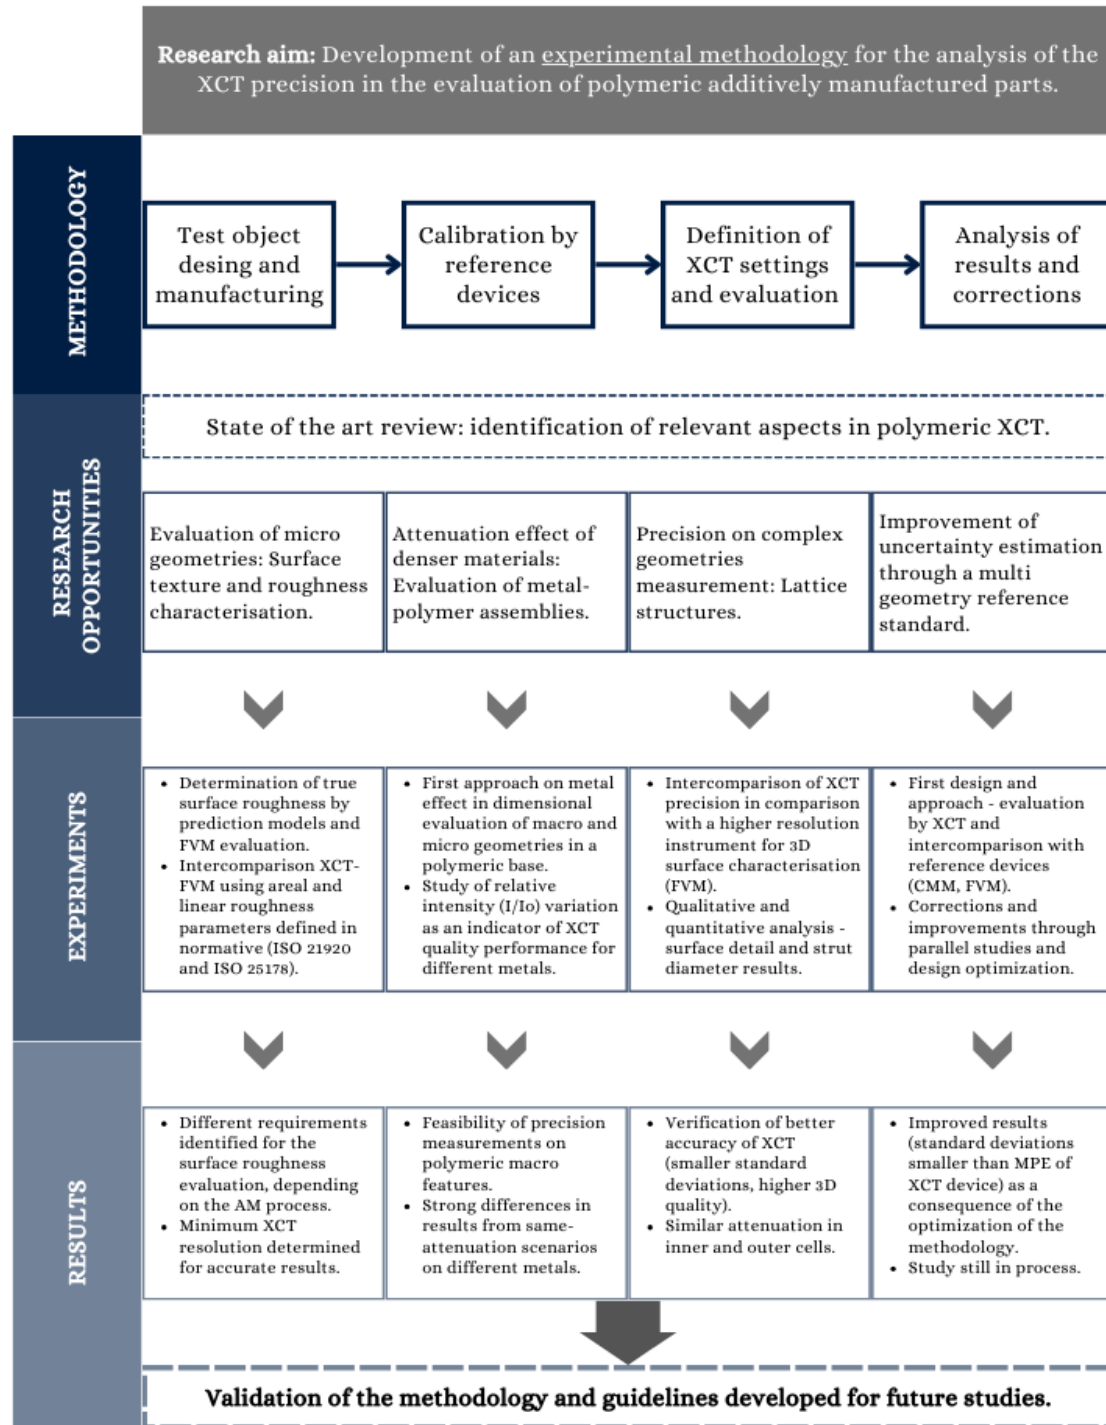 Research aim: Development of an experimental methodology for the analysis of the
XCT precision in the evaluation of polymeric additively manufactured parts.
METHODOLOGY
Test object
desing and
manufacturing
Calibration by
reference
devices
Definition of
XCT settings
and evaluation
Analysis of
results and
corrections
RESEARCH
OPPORTUNITIES
State of the art review: identification of relevant aspects in polymeric XCT.
Evaluation of micro
geometries: Surface
texture and roughness
characterisation.
Attenuation effect of
denser materials:
Evaluation of metal-
polymer assemblies.
Precision on complex
geometries
measurement: Lattice
structures.
Improvement of
uncertainty estimation
through a multi
geometry reference
standard.
EXPERIMENTS
• Determination of true
surface roughness by
prediction models and
FVM evaluation.
• Intercomparison XCT-
FVM using areal and
linear roughness
parameters defined in
normative (ISO 21920
and ISO 25178).
• First approach on metal
effect in dimensional
evaluation of macro and
micro geometries in a
polymeric base.
• Study of relative
intensity (I/Io) variation
as an indicator of XCT
quality performance for
different metals.
• Intercomparison of XCT
precision in comparison
with a higher resolution
instrument for 3D
surface characterisation
(FVM).
• Qualitative and
quantitative analysis -
surface detail and strut
diameter results.
• First design and
approach - evaluation
by XCT and
intercomparison with
reference devices
(CMM, FVM).
• Corrections and
improvements through
parallel studies and
design optimization.
RESULTS
• Different requirements
identified for the
surface roughness
evaluation, depending
on the AM process.
• Minimum XCT
resolution determined
for accurate results.
• Feasibility of precision
measurements on
polymeric macro
features.
• Strong differences in
results from same-
attenuation scenarios
on different metals.
• Verification of better
accuracy of XCT
(smaller standard
deviations, higher 3D
quality).
• Similar attenuation in
inner and outer cells.
• Improved results
(standard deviations
smaller than MPE of
XCT device) as a
consequence of the
optimization of the
methodology.
• Study still in process.
Validation of the methodology and guidelines developed for future studies.